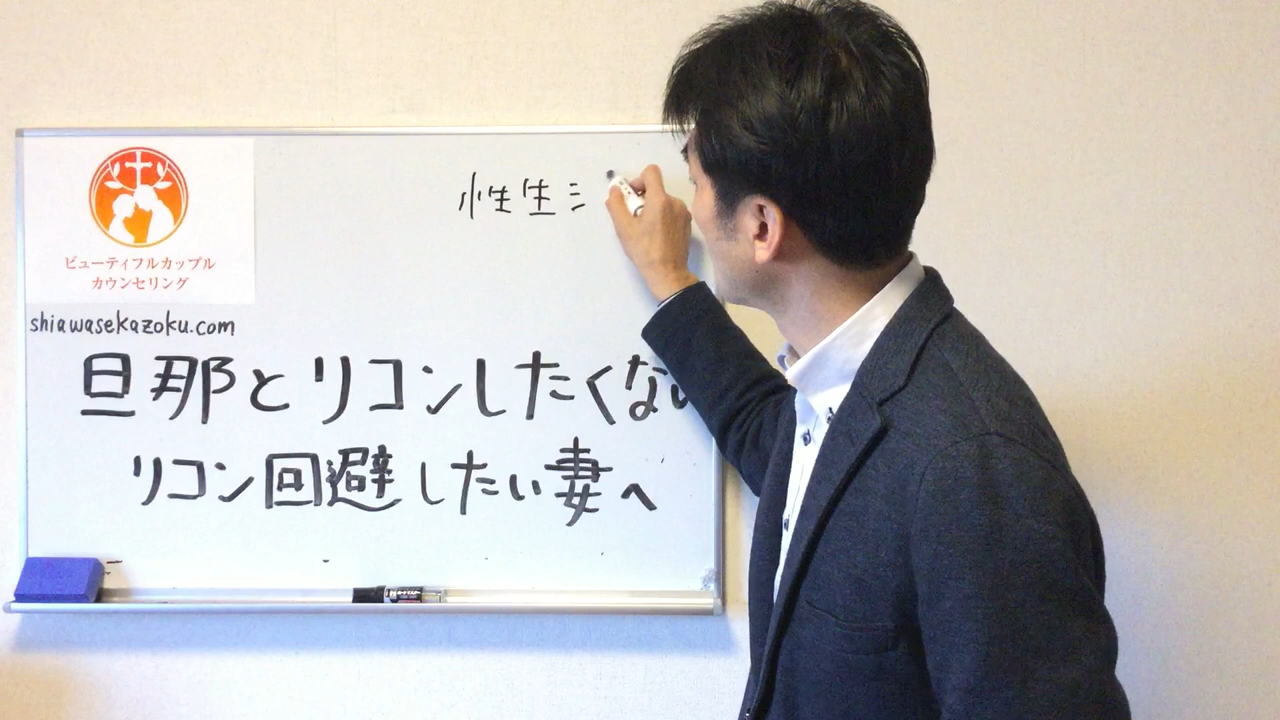 性生
ビューティフルカップル
カウンセリング
shiawasekazoku.com
旦那とリコンしたくない
リコン回避したい妻へ